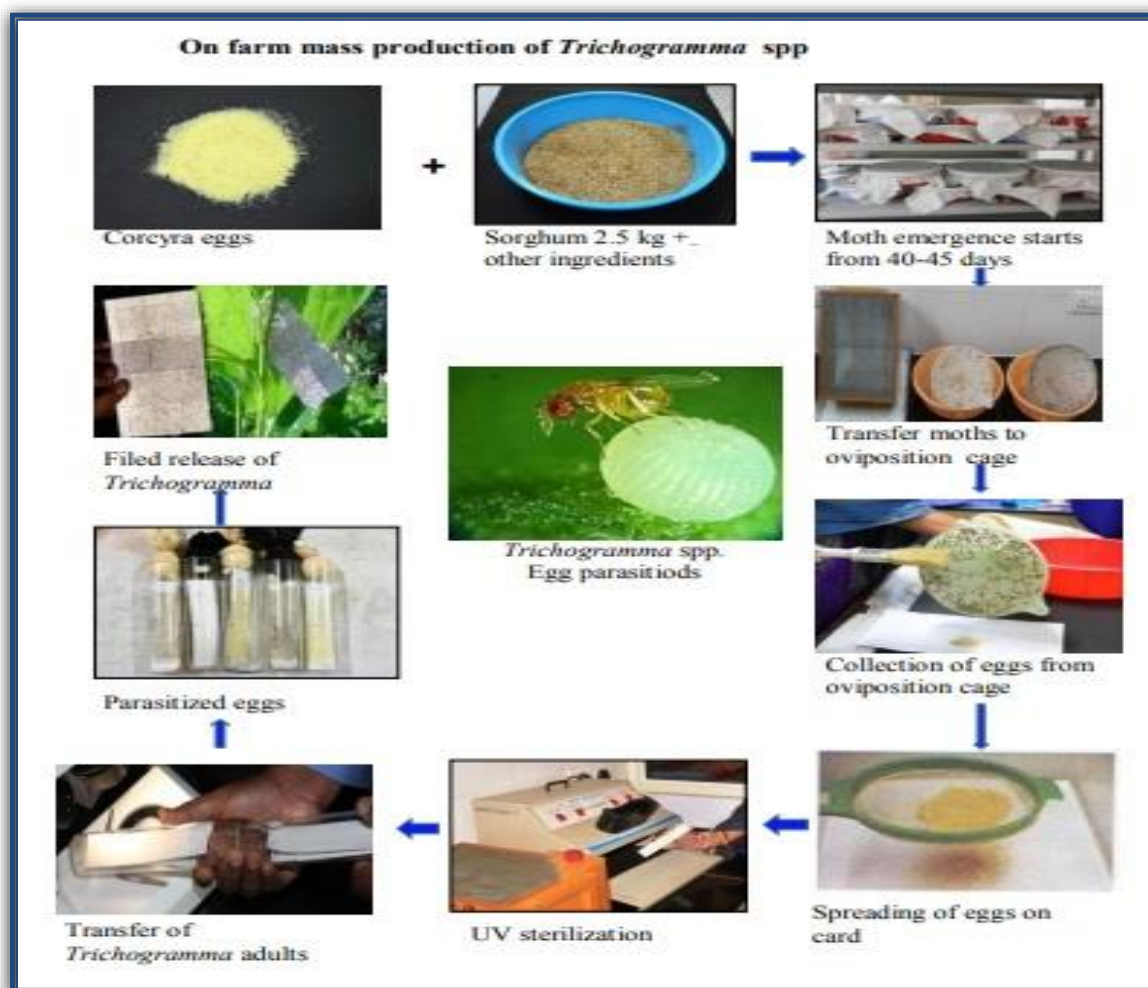 On farm mass production of Trichogramma spp
Corcyra eggs
+
Sorghum 2.5 kg +
other ingredients
Moth emergence starts
from 40-45 days
Transfer moths to
oviposition cage
Collection of eggs from
oviposition cage
Spreading of eggs on
card
UV sterilization
Transfer of
Trichogramma adults
Parasitized eggs
Filed release of
Trichogramma
Trichogramma spp.
Egg parasitiods